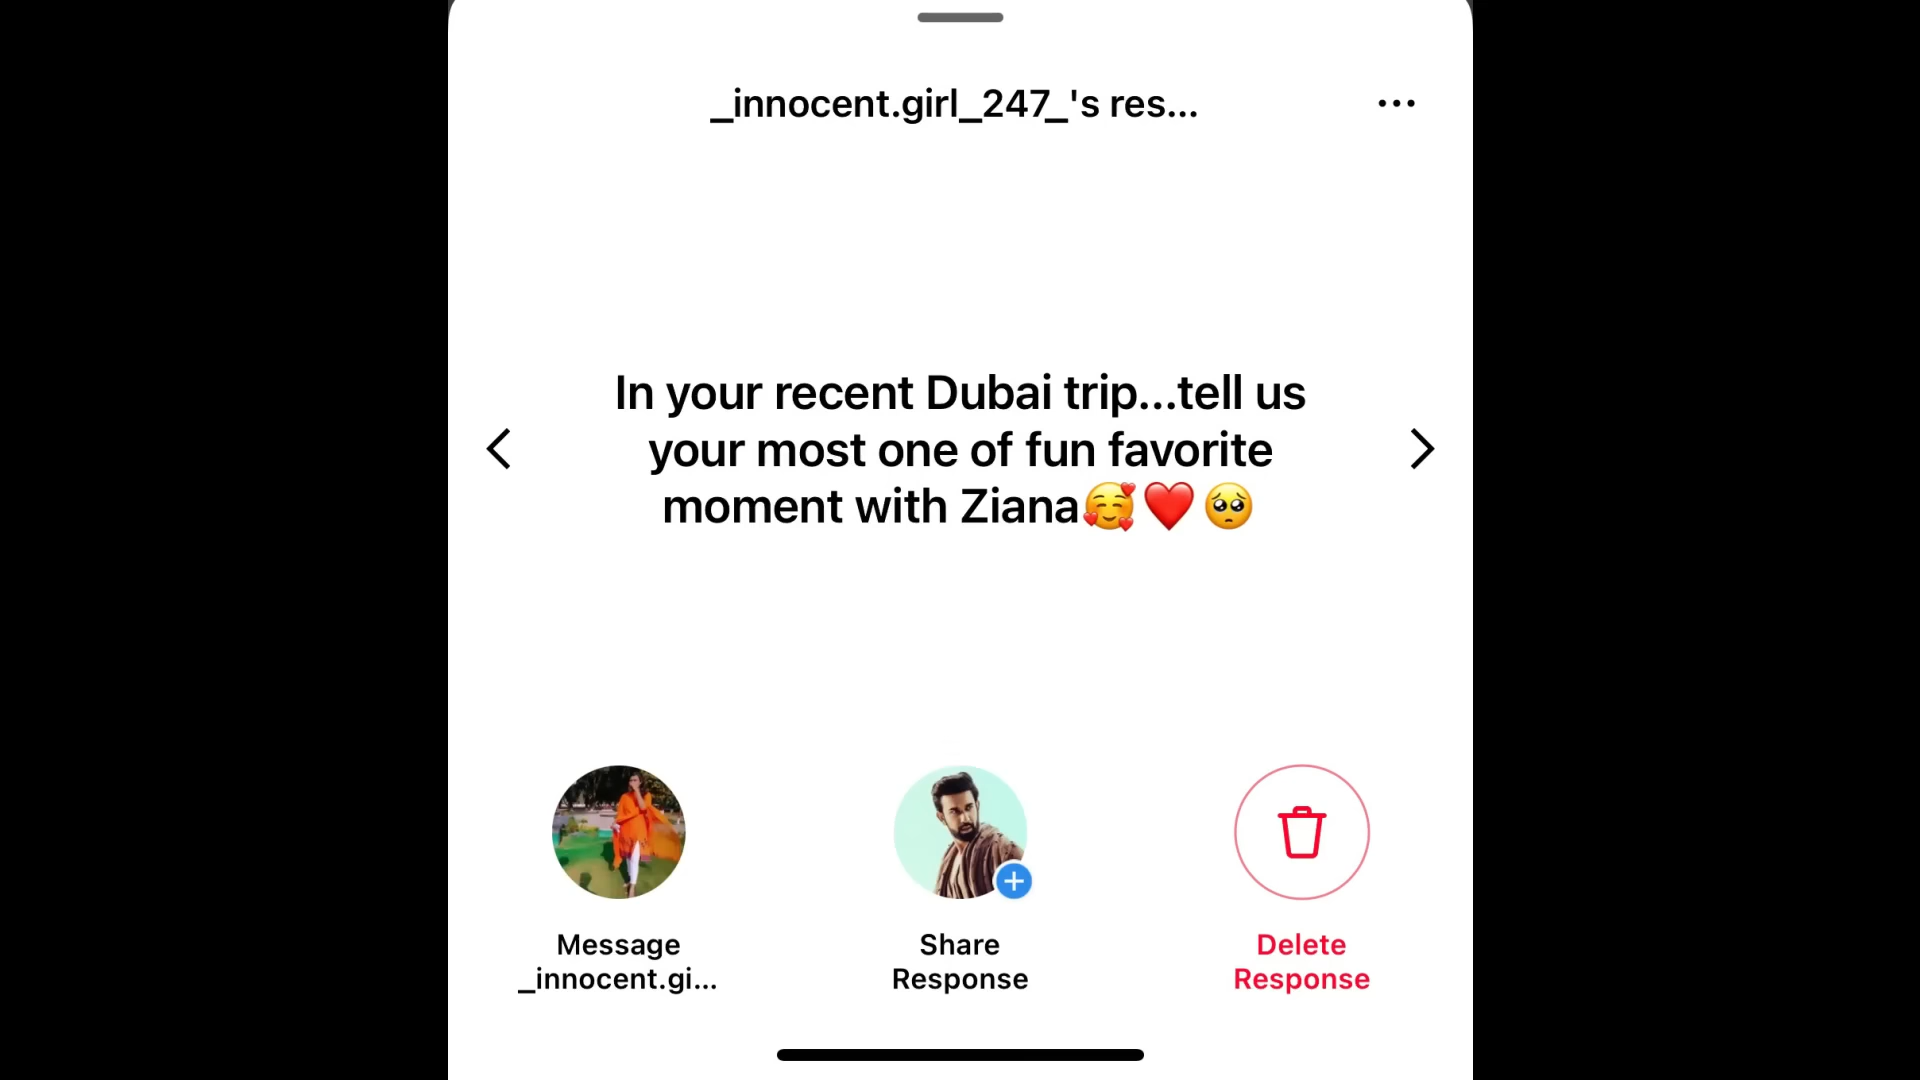 _innocent.girl_247_'s res...
In your recent Dubai trip...tell us
your most one of fun favorite
moment with Ziana🥰❤️🥺
Message
_innocent.gi...
Share
Response
Delete
Response